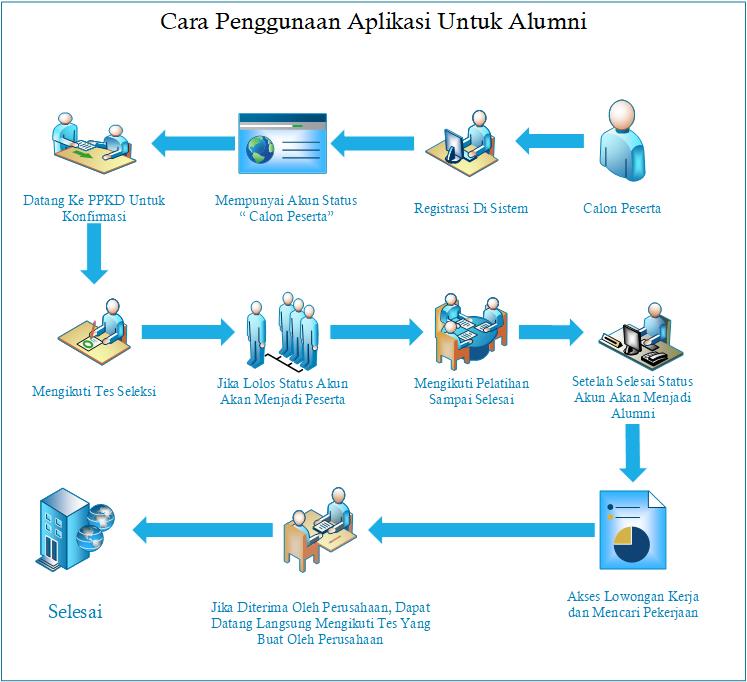 Cara Penggunaan Aplikasi Untuk Alumni
Calon Peserta
Registrasi Di Sistem
Mempunyai Akun Status
“ Calon Peserta”
Datang Ke PPKD Untuk
Konfirmasi
Mengikuti Tes Seleksi
Jika Lolos Status Akun
Akan Menjadi Peserta
Mengikuti Pelatihan
Sampai Selesai
Setelah Selesai Status
Akun Akan Menjadi
Alumni
Akses Lowongan Kerja
dan Mencari Pekerjaan
Jika Diterima Oleh Perusahaan, Dapat
Datang Langsung Mengikuti Tes Yang
Buat Oleh Perusahaan
Selesai